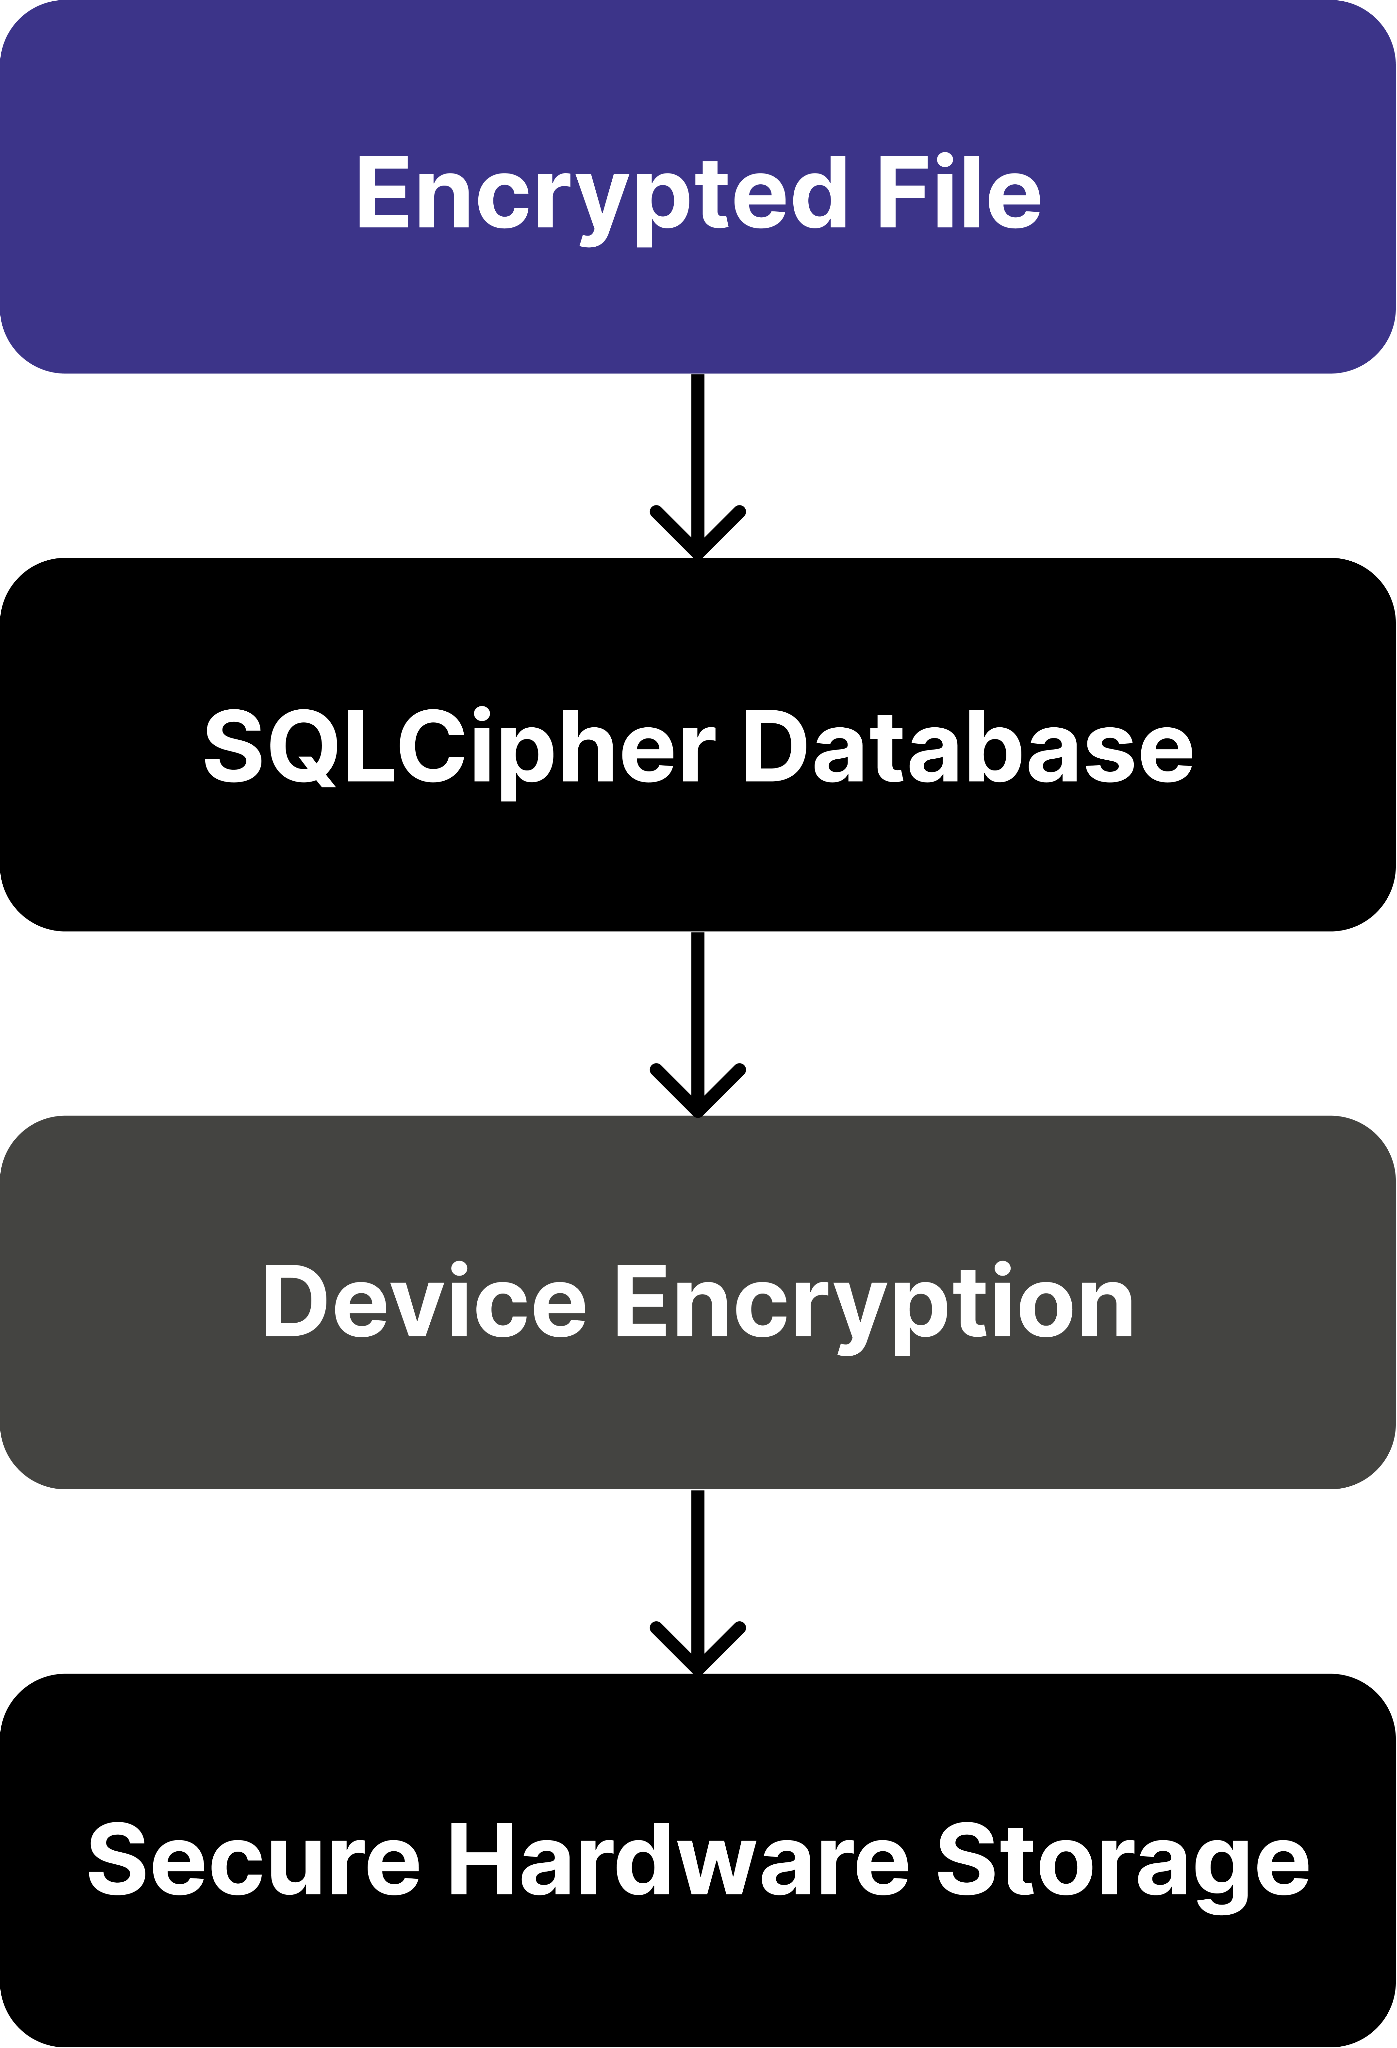 Encrypted File
SQLCipher Database
Device Encryption
Secure Hardware Storage